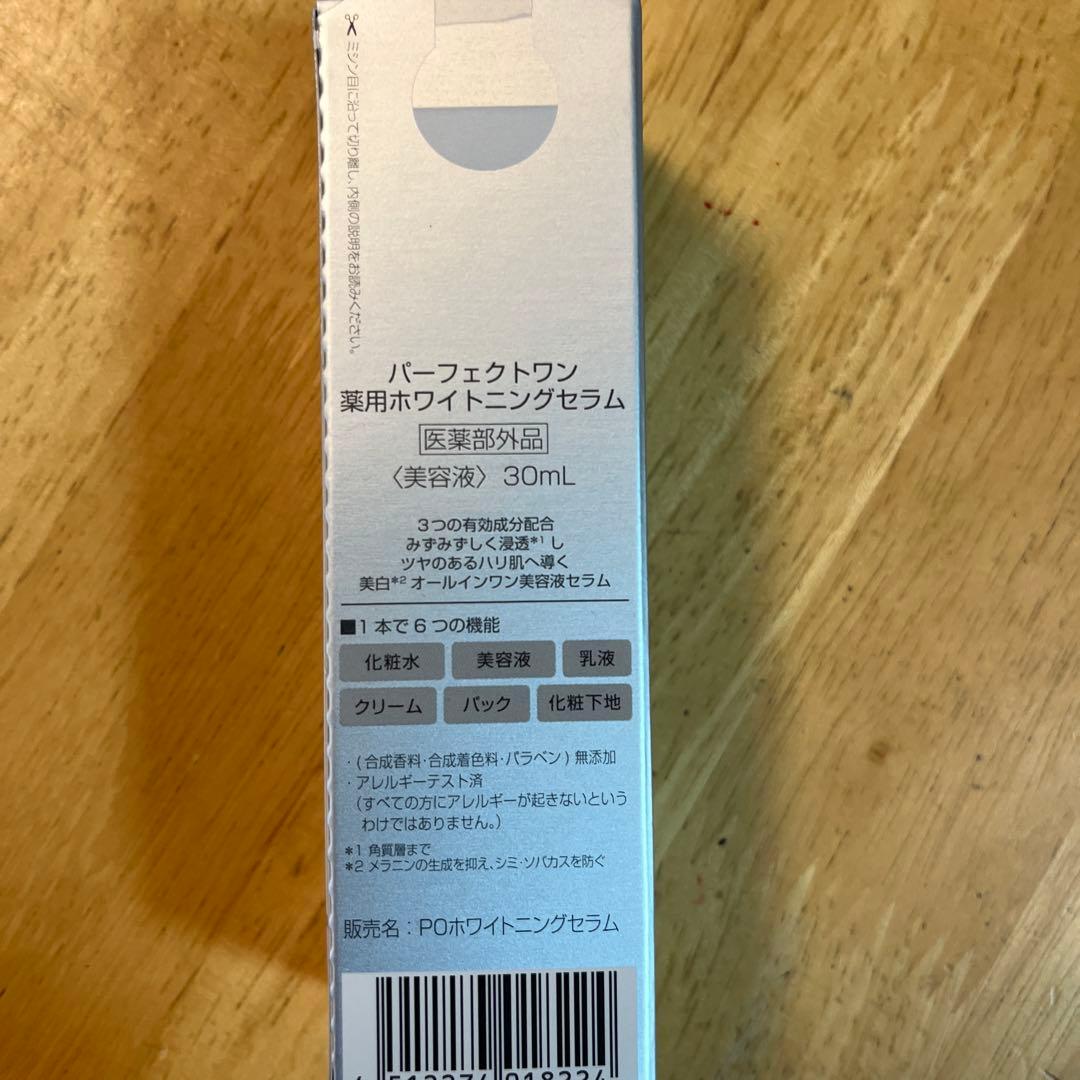 ミシン目に沿って切り離し、内側の説明をお読みください。
パーフェクトワン
薬用ホワイトニングセラム
医薬部外品
〈美容液〉 30mL
3つの有効成分配合
みずみずしく浸透*1し
ツヤのあるハリ肌へ導く
美白*2オールインワン美容液セラム
■1本で6つの機能
化粧水 美容液 乳液
クリーム パック 化粧下地
・(合成香料・合成着色料・パラベン)無添加
・アレルギーテスト済
(すべての方にアレルギーが起きないという
わけではありません。)
*1 角質層まで
*2 メラニンの生成を抑え、シミ・ソバカスを防ぐ
販売名：POホワイトニングセラム